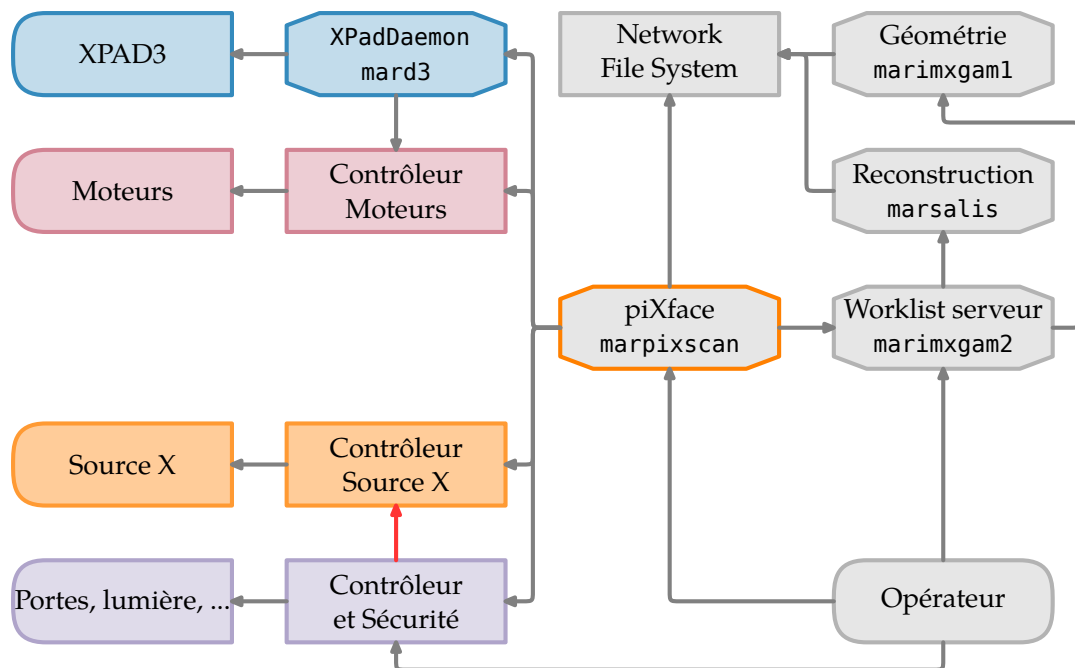 XPAD3
XPadDaemon
mard3
Network
File System
Géométrie
marimxgam1
Moteurs
Contrôleur
Moteurs
Reconstruction
marsalis
piXface
marpixscan
Worklist serveur
marimxgam2
Source X
Contrôleur
Source X
Portes, lumière, ...
Contrôleur
et Sécurité
Opérateur